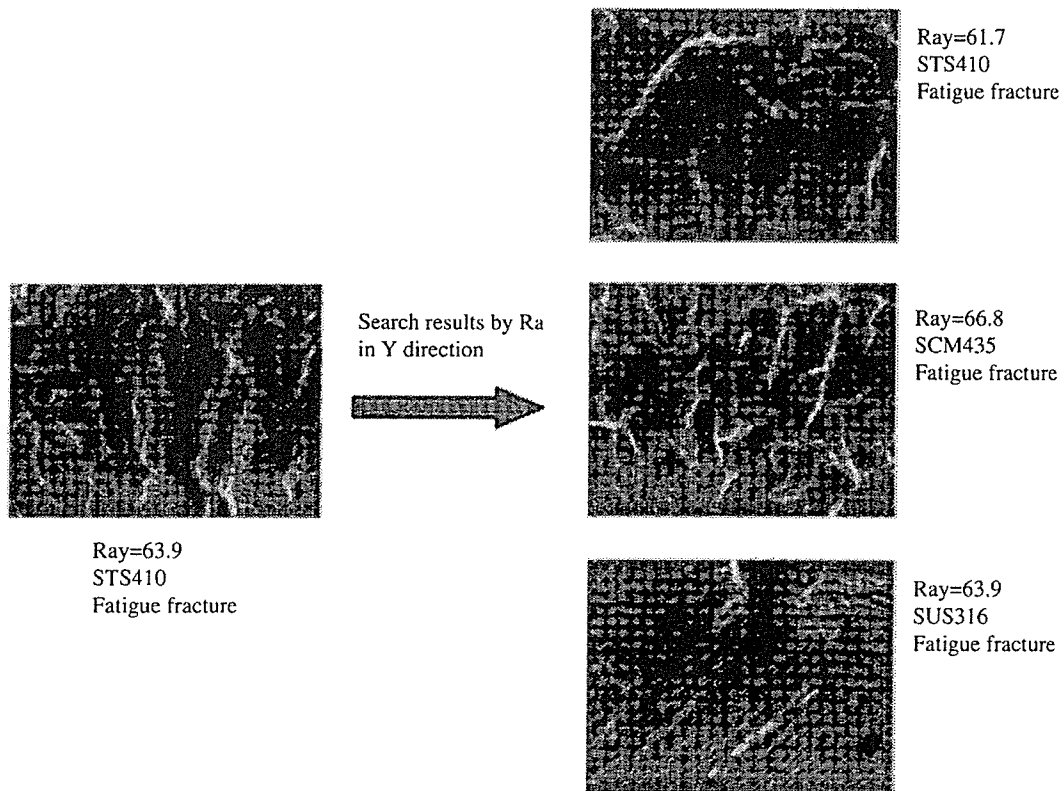 Ray=61.7
STS410
Fatigue fracture
Search results by Ra
in Y direction
Ray=66.8
SCM435
Fatigue fracture
Ray=63.9
STS410
Fatigue fracture
Ray=63.9
SUS316
Fatigue fracture